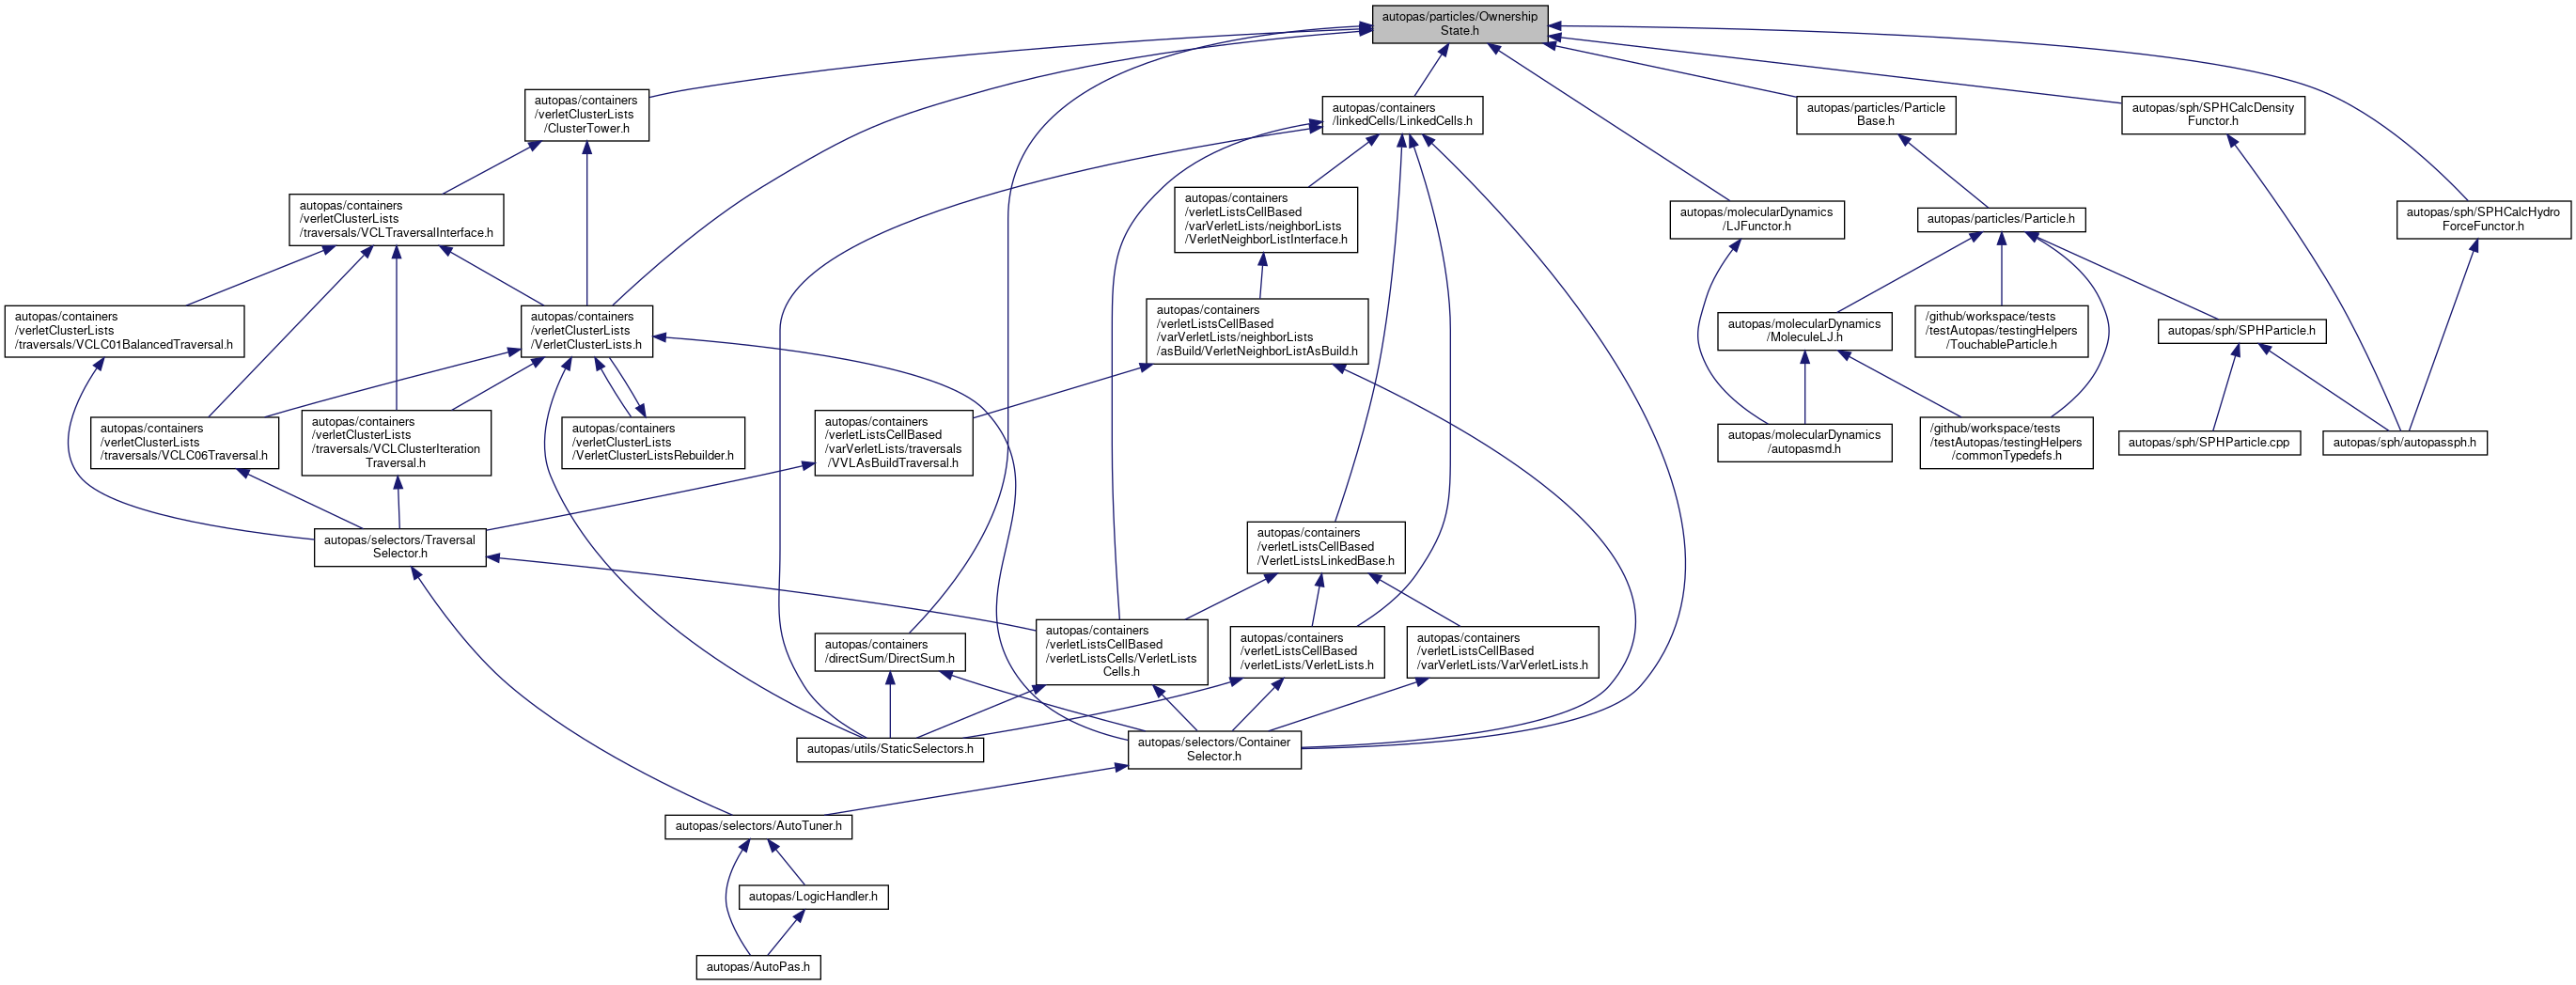 autopas/particles/Ownership
State.h
autopas/containers
/verletClusterLists
/ClusterTower.h
autopas/containers
/linkedCells/LinkedCells.h
autopas/particles/Particle
Base.h
autopas/sph/SPHCalcDensity
Functor.h
autopas/containers
/verletClusterLists
/traversals/VCLTraversalInterface.h
autopas/containers
/verletListsCellBased
/varVerletLists/neighborLists
/VerletNeighborListInterface.h
autopas/molecularDynamics
/LJFunctor.h
autopas/particles/Particle.h
autopas/sph/SPHCalcHydro
ForceFunctor.h
autopas/containers
/verletClusterLists
/traversals/VCLC01BalancedTraversal.h
autopas/containers
/verletClusterLists
/VerletClusterLists.h
autopas/containers
/verletListsCellBased
/varVerletLists/neighborLists
/asBuild/VerletNeighborListAsBuild.h
autopas/molecularDynamics
/MoleculeLJ.h
/github/workspace/tests
/testAutopas/testingHelpers
/TouchableParticle.h
autopas/sph/SPHParticle.h
autopas/containers
/verletClusterLists
/traversals/VCLC06Traversal.h
autopas/containers
/verletClusterLists
/traversals/VCLClusterIteration
Traversal.h
autopas/containers
/verletClusterLists
/VerletClusterListsRebuilder.h
autopas/containers
/verletListsCellBased
/varVerletLists/traversals
/VVLAsBuildTraversal.h
autopas/molecularDynamics
/autopasmd.h
/github/workspace/tests
/testAutopas/testingHelpers
/commonTypedefs.h
autopas/sph/SPHParticle.cpp
autopas/sph/autopassph.h
autopas/selectors/Traversal
Selector.h
autopas/containers
/verletListsCellBased
/VerletListsLinkedBase.h
autopas/containers
/directSum/DirectSum.h
autopas/containers
/verletListsCellBased
/verletListsCells/VerletLists
Cells.h
autopas/containers
/verletListsCellBased
/verletLists/VerletLists.h
autopas/containers
/verletListsCellBased
/varVerletLists/VarVerletLists.h
autopas/utils/StaticSelectors.h
autopas/selectors/Container
Selector.h
autopas/selectors/AutoTuner.h
autopas/LogicHandler.h
autopas/AutoPas.h